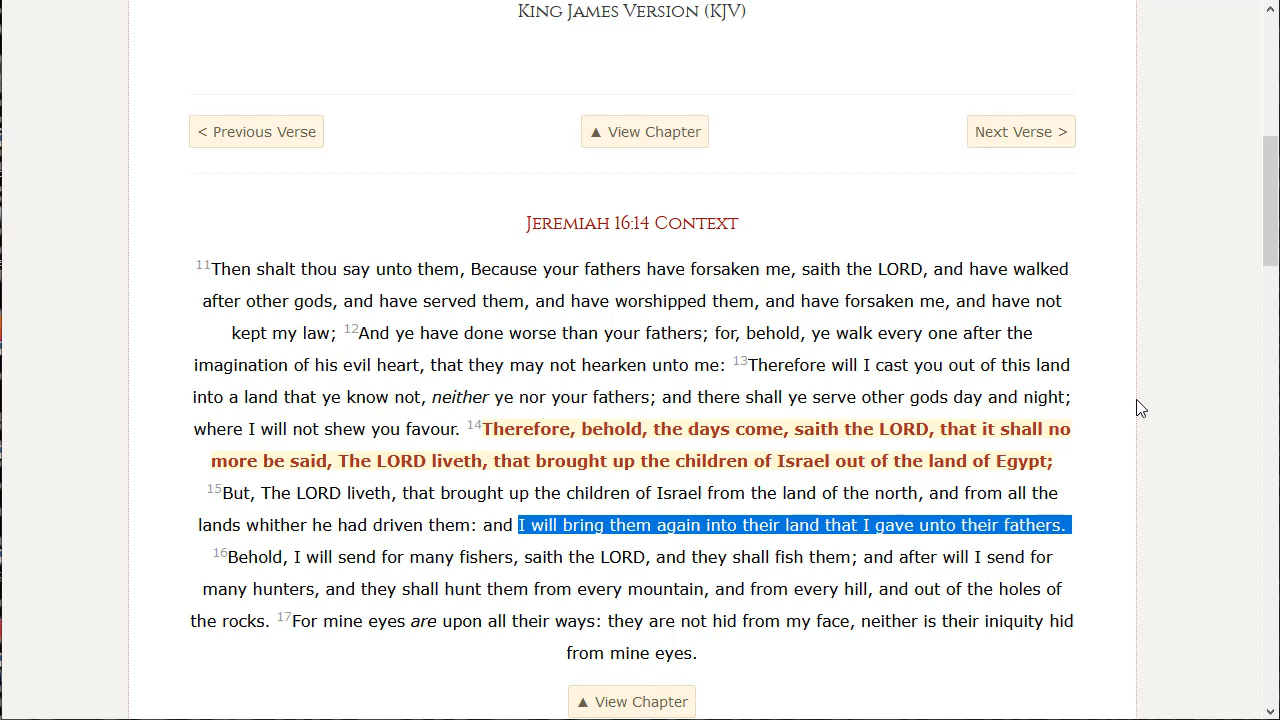 King James Version (KJV)
< Previous Verse
▲ View Chapter
Next Verse >
Jeremiah 16:14 Context
11Then shalt thou say unto them, Because your fathers have forsaken me, saith the LORD, and have walked
after other gods, and have served them, and have worshipped them, and have forsaken me, and have not
kept my law; 12And ye have done worse than your fathers; for, behold, ye walk every one after the
imagination of his evil heart, that they may not hearken unto me: 13Therefore will I cast you out of this land
into a land that ye know not, neither ye nor your fathers; and there shall ye serve other gods day and night;
where I will not shew you favour. 14Therefore, behold, the days come, saith the LORD, that it shall no
more be said, The LORD liveth, that brought up the children of Israel out of the land of Egypt;
15But, The LORD liveth, that brought up the children of Israel from the land of the north, and from all the
lands whither he had driven them: and I will bring them again into their land that I gave unto their fathers.
16Behold, I will send for many fishers, saith the LORD, and they shall fish them; and after will I send for
many hunters, and they shall hunt them from every mountain, and from every hill, and out of the holes of
the rocks. 17For mine eyes are upon all their ways: they are not hid from my face, neither is their iniquity hid
from mine eyes.
▲ View Chapter